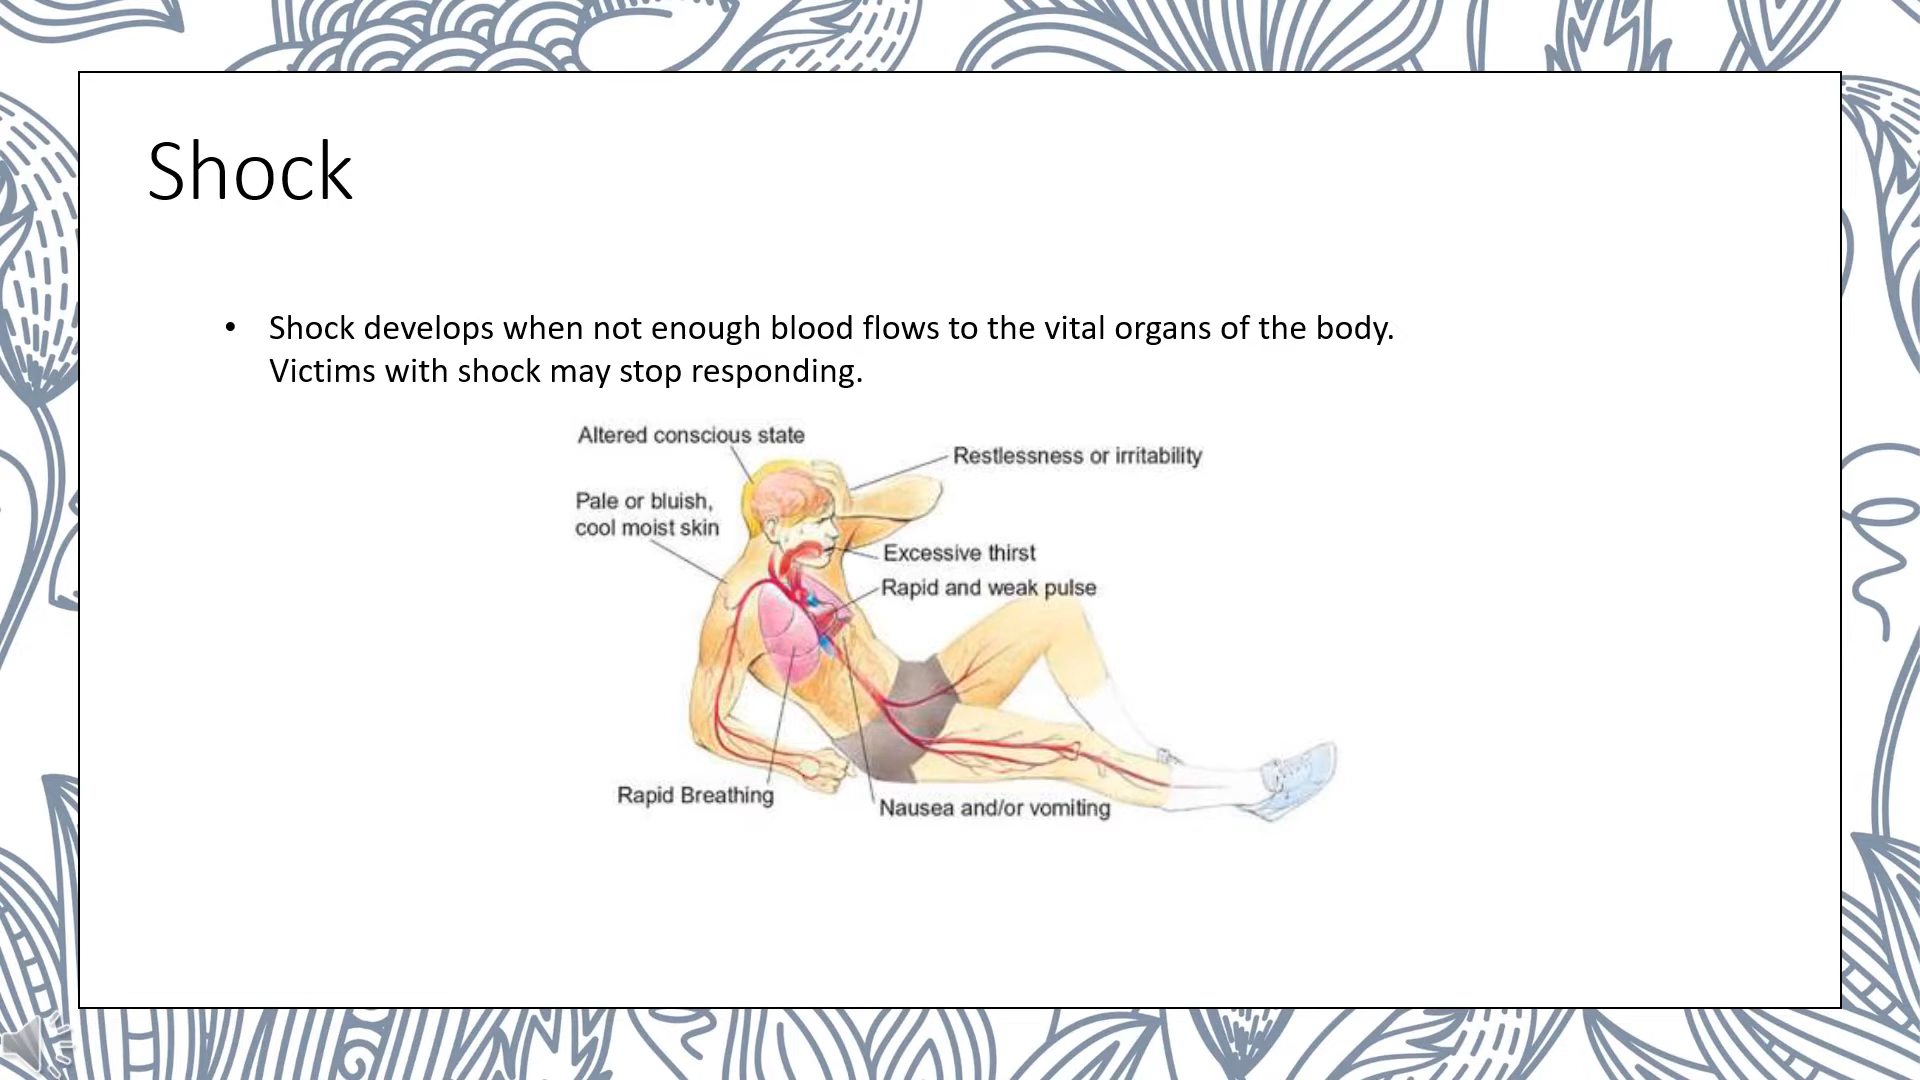 Shock
• Shock develops when not enough blood flows to the vital organs of the body.
Victims with shock may stop responding.
Altered conscious state
Restlessness or irritability
Pale or bluish,
cool moist skin
Excessive thirst
Rapid and weak pulse
Rapid Breathing
Nausea and/or vomiting